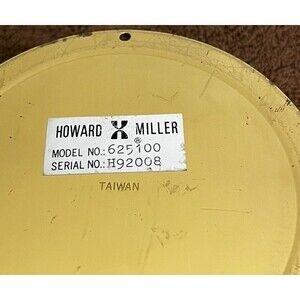 HOWARD MILLER
®
MODEL NO.: 625100
SERIAL NO.: H92008
TAIWAN